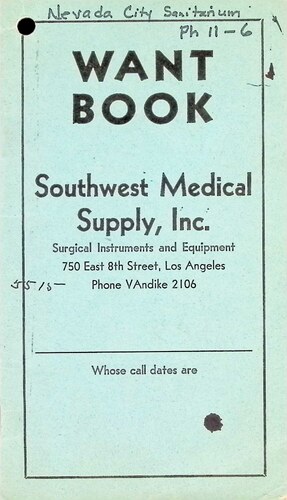 Nevada City Sanitarium
Ph 11-6
WANT
BOOK
Southwest Medical
Supply, Inc.
Surgical Instruments and Equipment
750 East 8th Street, Los Angeles
Phone VAndike 2106
Whose call dates are